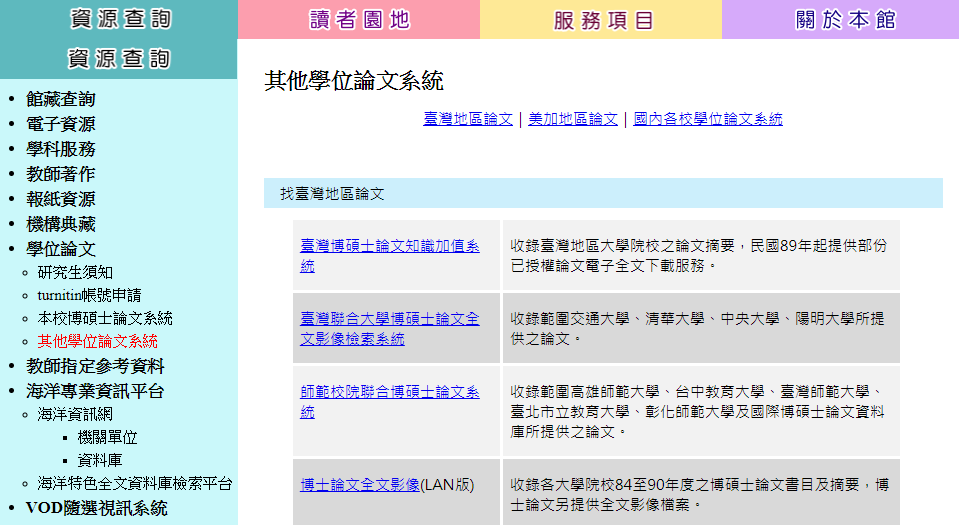 資源查詢
讀者園地
服務項目
關於本館
資源查詢
館藏查詢
電子資源
學科服務
教師著作
報紙資源
機構典藏
學位論文
研究生須知
turnitin帳號申請
本校博碩士論文系統
其他學位論文系統
教師指定參考資料
海洋專業資訊平台
海洋資訊網
機關單位
資料庫
海洋特色全文資料庫檢索平台
VOD隨選視訊系統
其他學位論文系統
臺灣地區論文 | 美加地區論文 | 國內各校學位論文系統
找臺灣地區論文
臺灣博碩士論文知識加值系
統
收錄臺灣地區大學院校之論文摘要，民國89年起提供部份
已授權論文電子全文下載服務。
臺灣聯合大學博碩士論文全
文影像檢索系統
收錄範圍交通大學、清華大學、中央大學、陽明大學所提
供之論文。
師範校院聯合博碩士論文系
統
收錄範圍高雄師範大學、台中教育大學、臺灣師範大學、
臺北市立教育大學、彰化師範大學及國際博碩士論文資料
庫所提供之論文。
博士論文全文影像(LAN版)
收錄各大學院校84至90年度之博碩士論文書目及摘要，博
士論文另提供全文影像檔案。